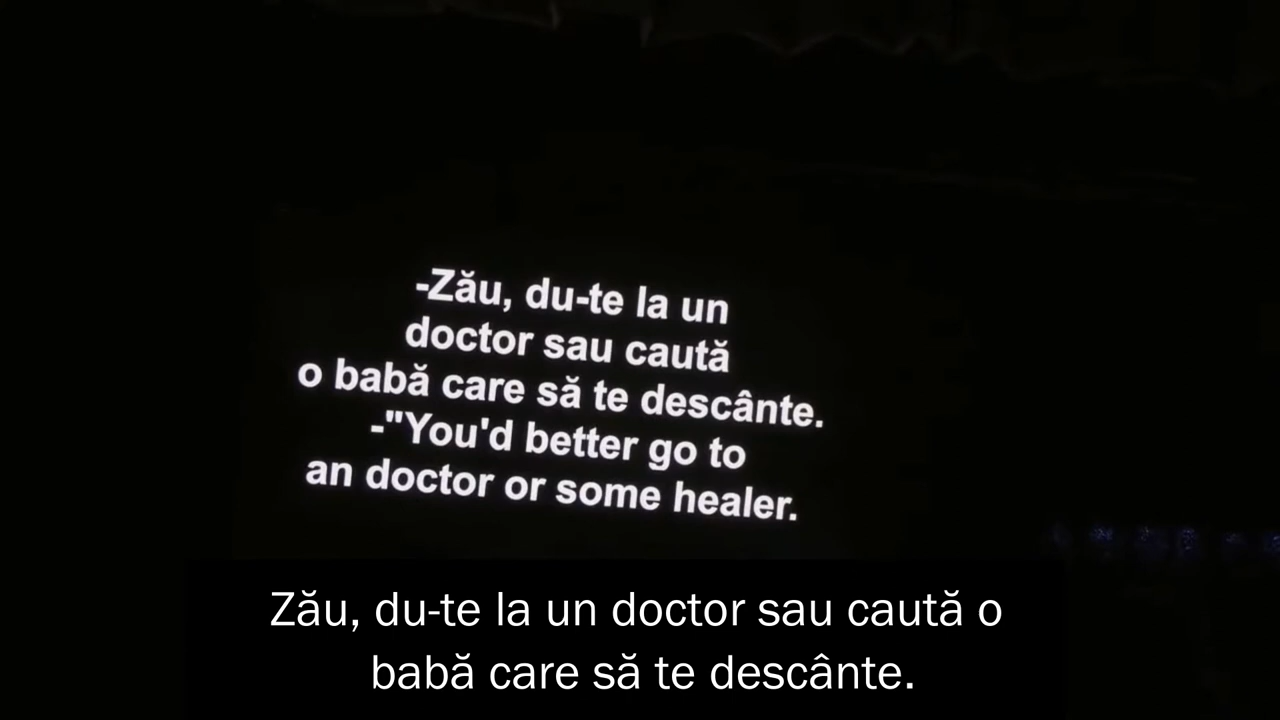 -Zău, du-te la un
doctor sau caută
o babă care să te descânte.
-"You'd better go to
an doctor or some healer.
Zău, du-te la un doctor sau caută o
babă care să te descânte.